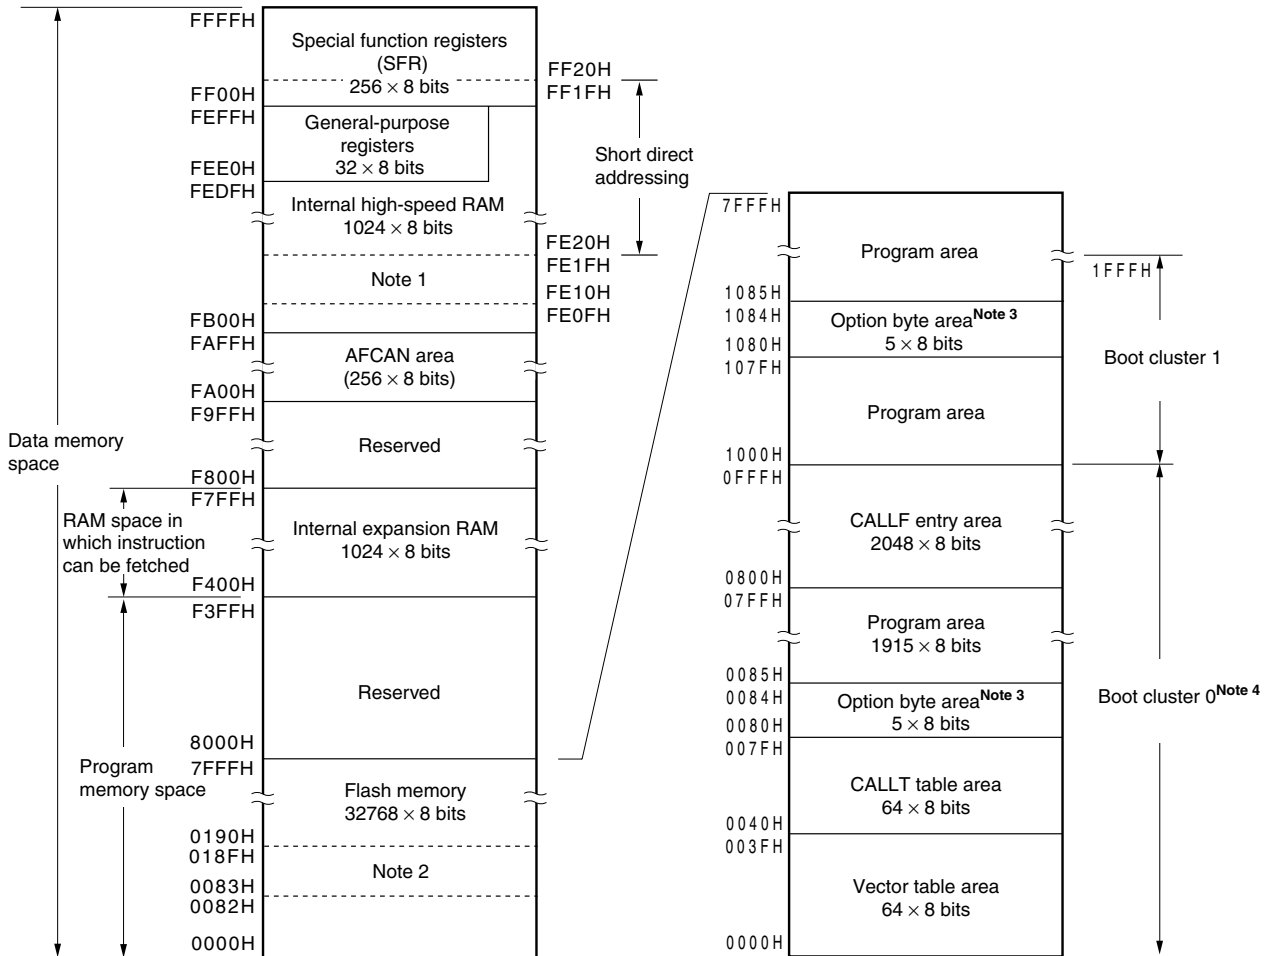 FFFFH
Special function registers
(SFR)
256 × 8 bits
FF20H
FF1FH
FF00H
FEFFH
General-purpose
registers
32 × 8 bits
FEE0H
FEDFH
Short direct
addressing
Internal high-speed RAM
1024 × 8 bits
FE20H
FE1FH
Note 1
FE10H
FE0FH
FB00H
FAFFH
AFCAN area
(256 × 8 bits)
FA00H
F9FFH
Reserved
Data memory
space
F800H
F7FFH
RAM space in
which instruction
can be fetched
Internal expansion RAM
1024 × 8 bits
F400H
F3FFH
Reserved
8000H
7FFFH
Program
memory space
Flash memory
32768 × 8 bits
0190H
018FH
Note 2
0083H
0082H
0000H
7FFFH
Program area
1FFFH
1085H
1084H
Option byte area Note 3
5 × 8 bits
1080H
107FH
Boot cluster 1
Program area
1000H
0FFFH
CALLF entry area
2048 × 8 bits
0800H
07FFH
Program area
1915 × 8 bits
0085H
0084H
Option byte area Note 3
5 × 8 bits
Boot cluster 0 Note 4
0080H
007FH
CALLT table area
64 × 8 bits
0040H
003FH
Vector table area
64 × 8 bits
0000H